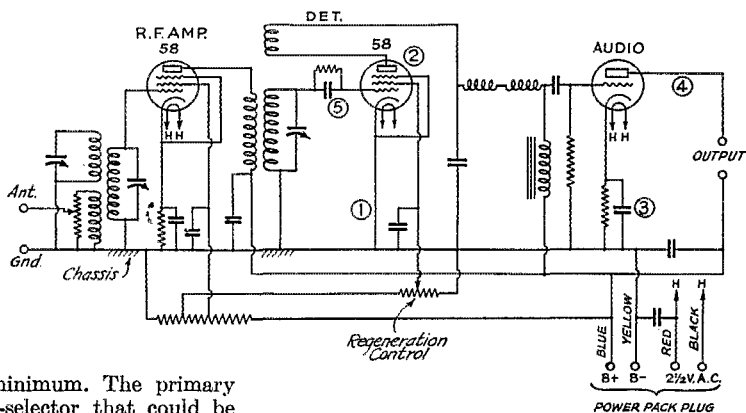 DET.
R.F. AMP.
58
58
②
AUDIO
④
⑤
H H
H H
H H
OUTPUT
Ant.
①
③
Gnd.
Chassis
Regeneration
Control
BLUE
YELLOW
RED
BLACK
H
H
B+ B- 2½V.A.C.
POWER PACK PLUG
minimum. The primary
-selector that could be